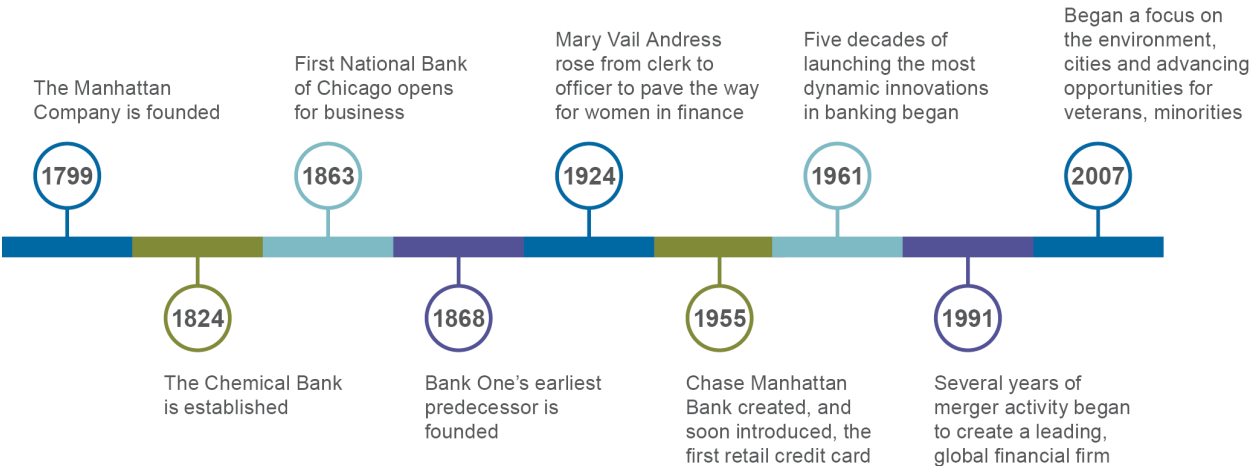 The Manhattan
Company is founded
1799
The Chemical Bank
is established
1824
First National Bank
of Chicago opens
for business
1863
Bank One’s earliest
predecessor is
founded
1868
Mary Vail Andress
rose from clerk to
officer to pave the way
for women in finance
1924
Chase Manhattan
Bank created, and
soon introduced, the
first retail credit card
1955
Five decades of
launching the most
dynamic innovations
in banking began
1961
Several years of
merger activity began
to create a leading,
global financial firm
1991
Began a focus on
the environment,
cities and advancing
opportunities for
veterans, minorities
2007